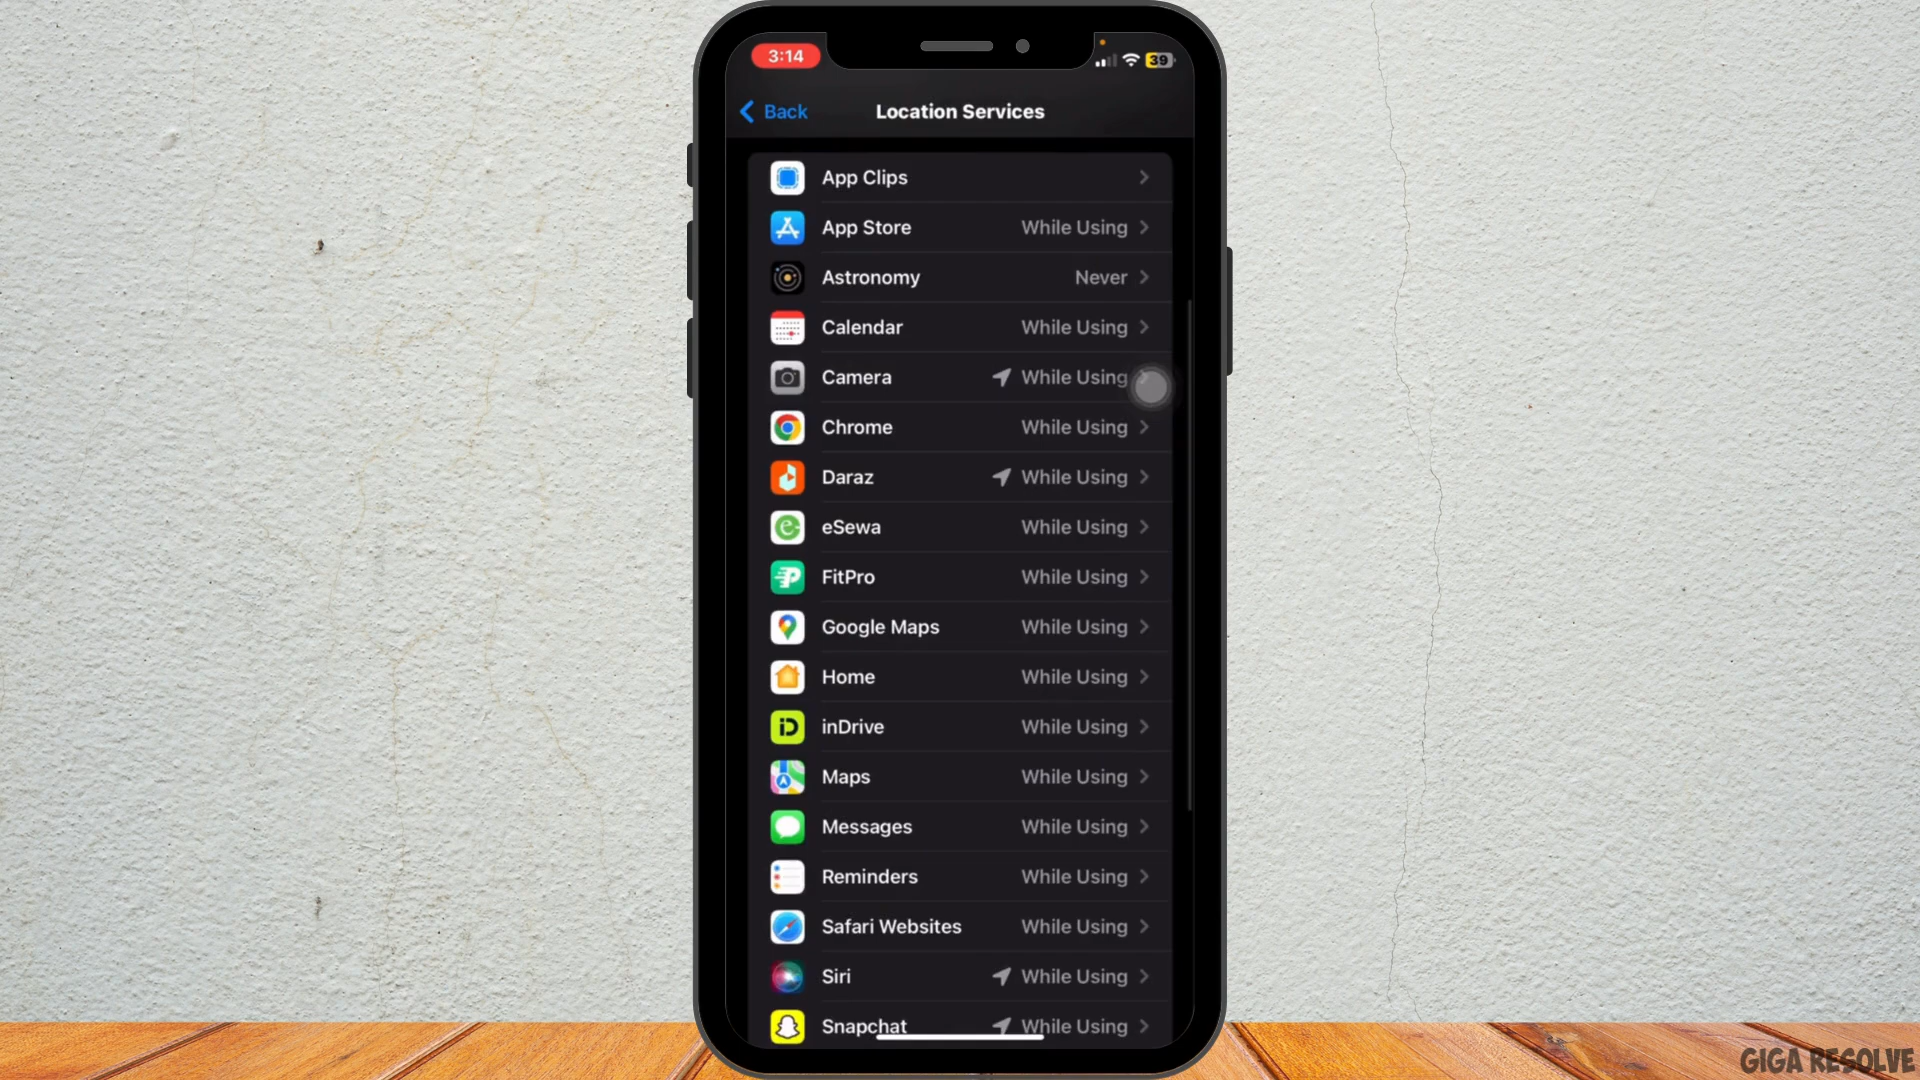 3:14
39
Back
Location Services
App Clips
App Store While Using
Astronomy Never
Calendar While Using
Camera While Using
Chrome While Using
Daraz While Using
eSewa While Using
FitPro While Using
Google Maps While Using
Home While Using
inDrive While Using
Maps While Using
Messages While Using
Reminders While Using
Safari Websites While Using
Siri While Using
Snapchat While Using
GIGA RESOLVE